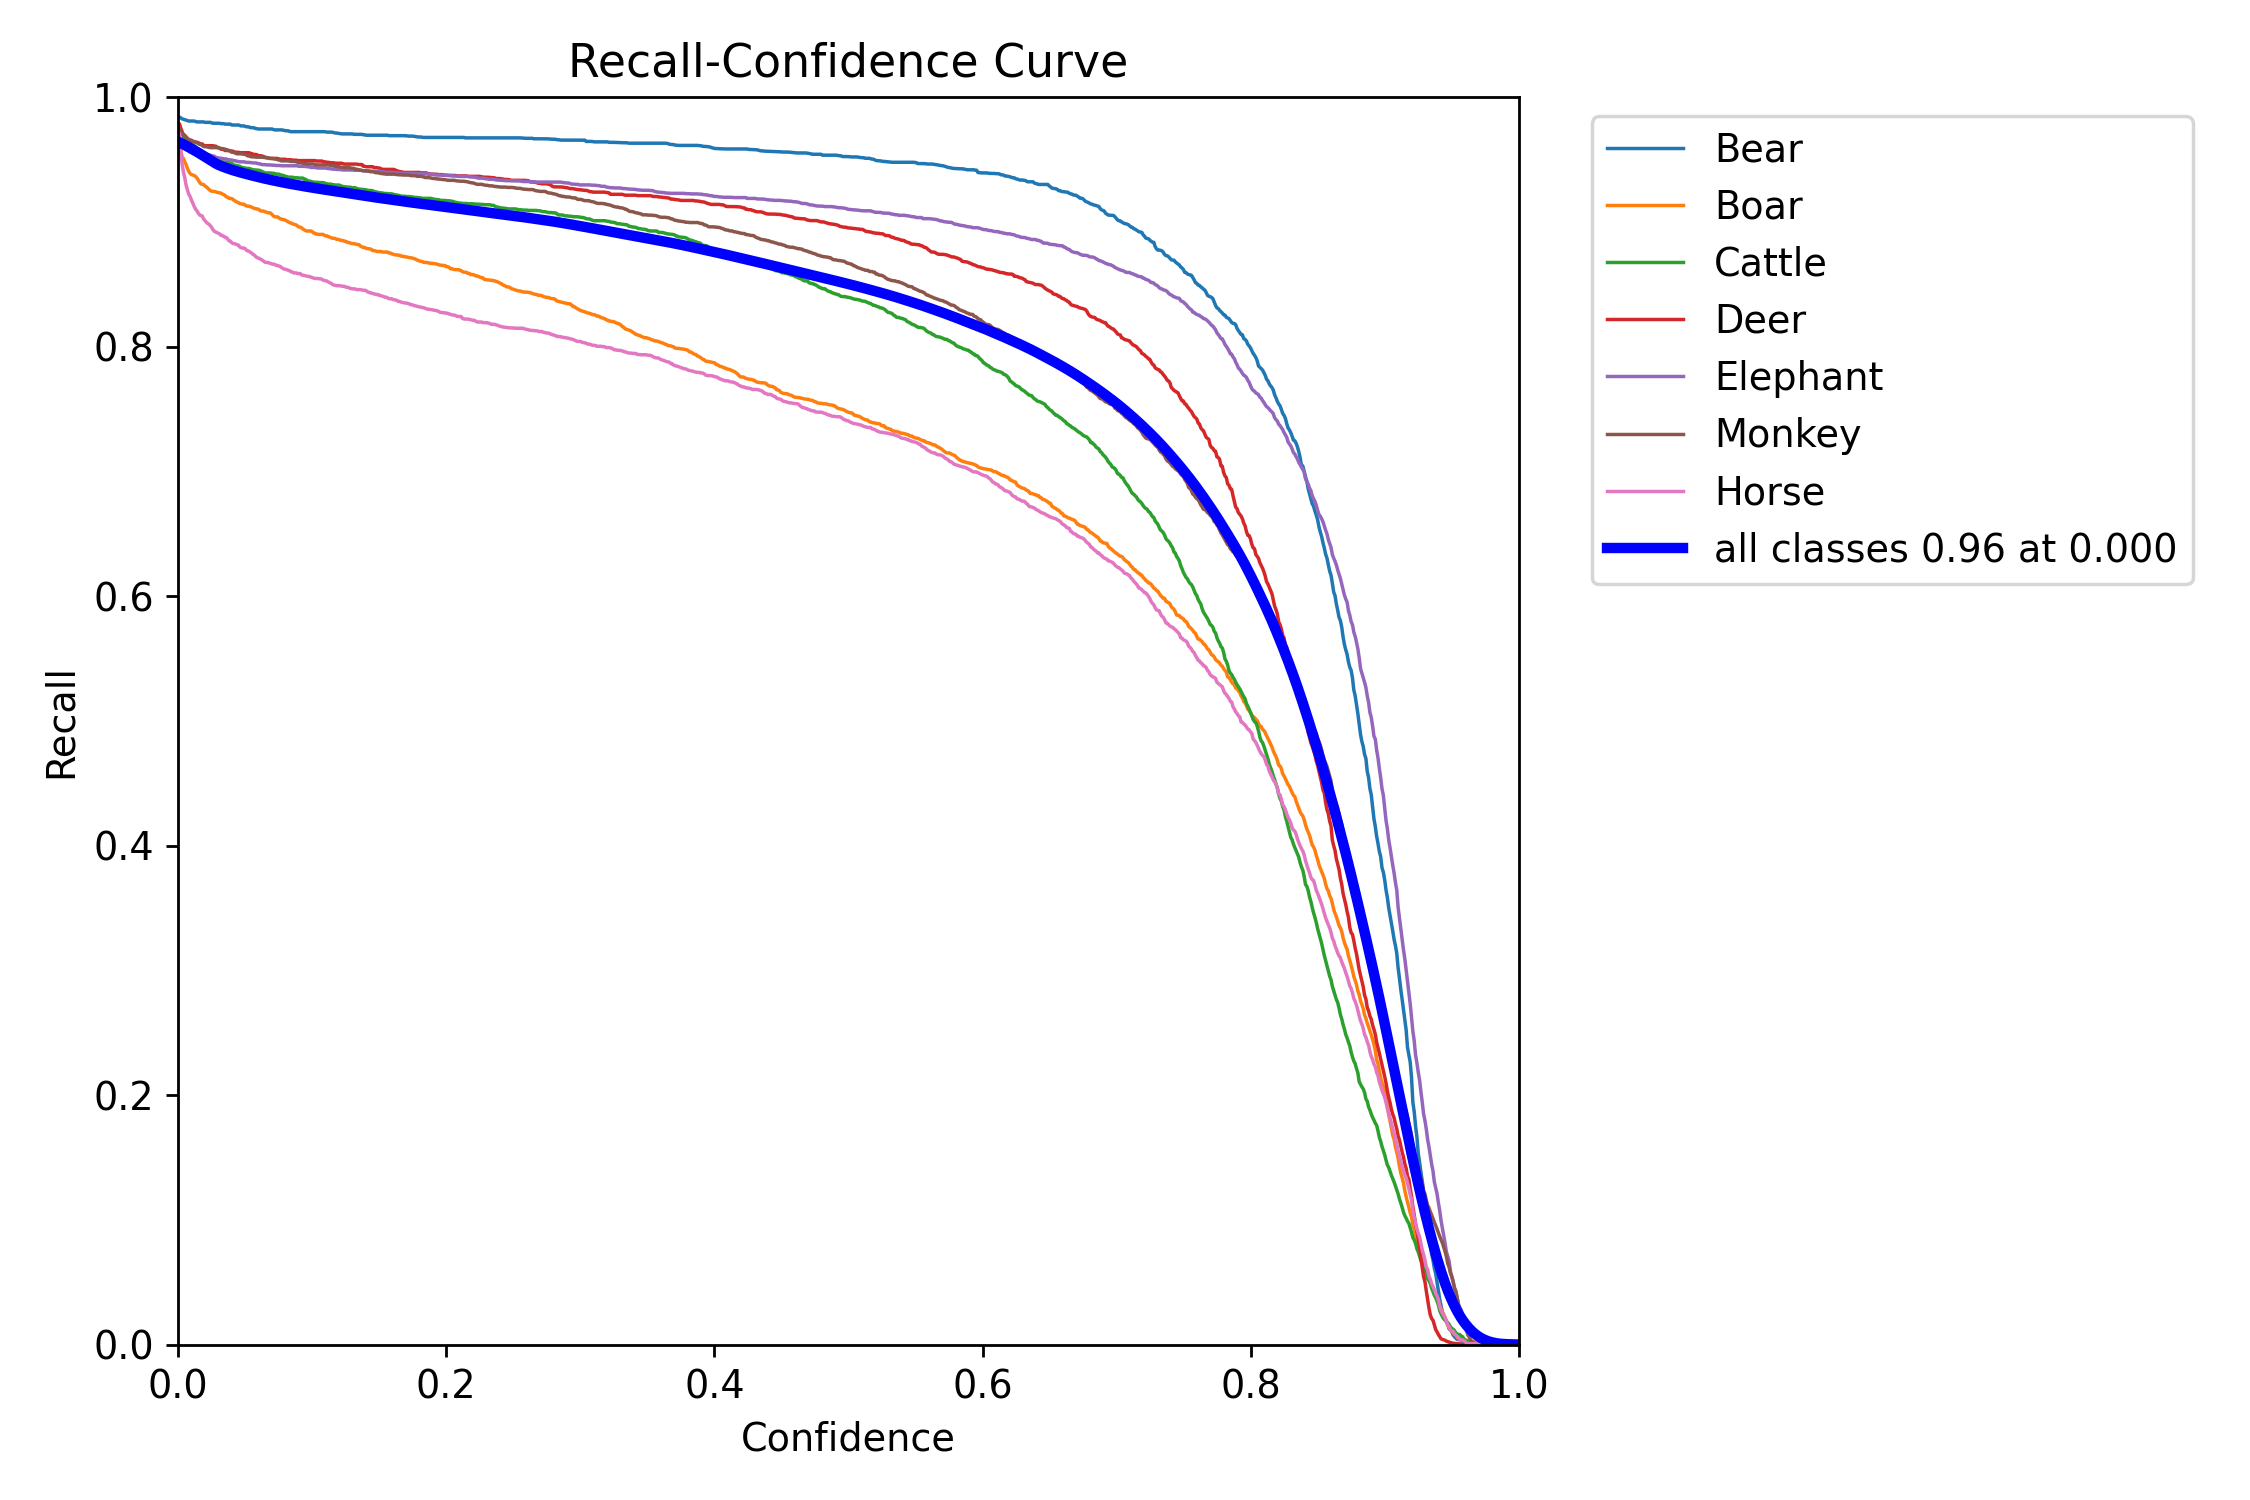 Recall-Confidence Curve
1.0
0.8
0.6
0.4
0.2
0.0
Recall
0.0 0.2 0.4 0.6 0.8 1.0
Confidence
Bear
Boar
Cattle
Deer
Elephant
Monkey
Horse
all classes 0.96 at 0.000